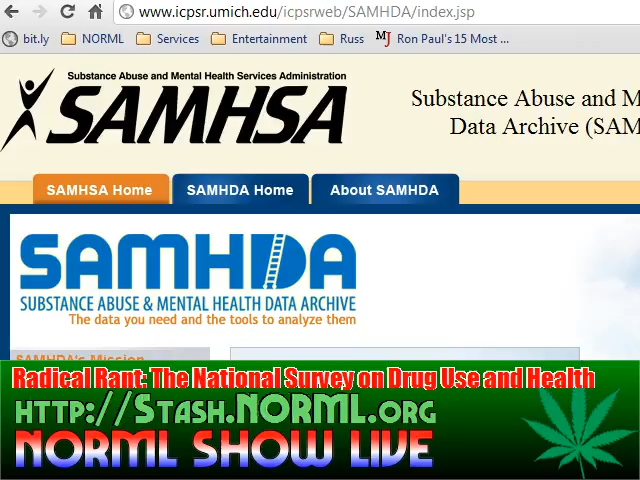 www.icpsr.umich.edu/icpsrweb/SAMHDA/index.jsp
bit.ly NORML Services Entertainment Russ MJ Ron Paul's 15 Most ...
Substance Abuse and Mental Health Services Administration
SAMHSA
Substance Abuse and M
Data Archive (SAM
SAMHSA Home SAMHDA Home About SAMHDA
SAMHDA
SUBSTANCE ABUSE & MENTAL HEALTH DATA ARCHIVE
The data you need and the tools to analyze them
SAMHDA's Mission
Radical Rant: The National Survey on Drug Use and Health
HTTP://STASH.NORML.ORG
NORML SHOW LIVE